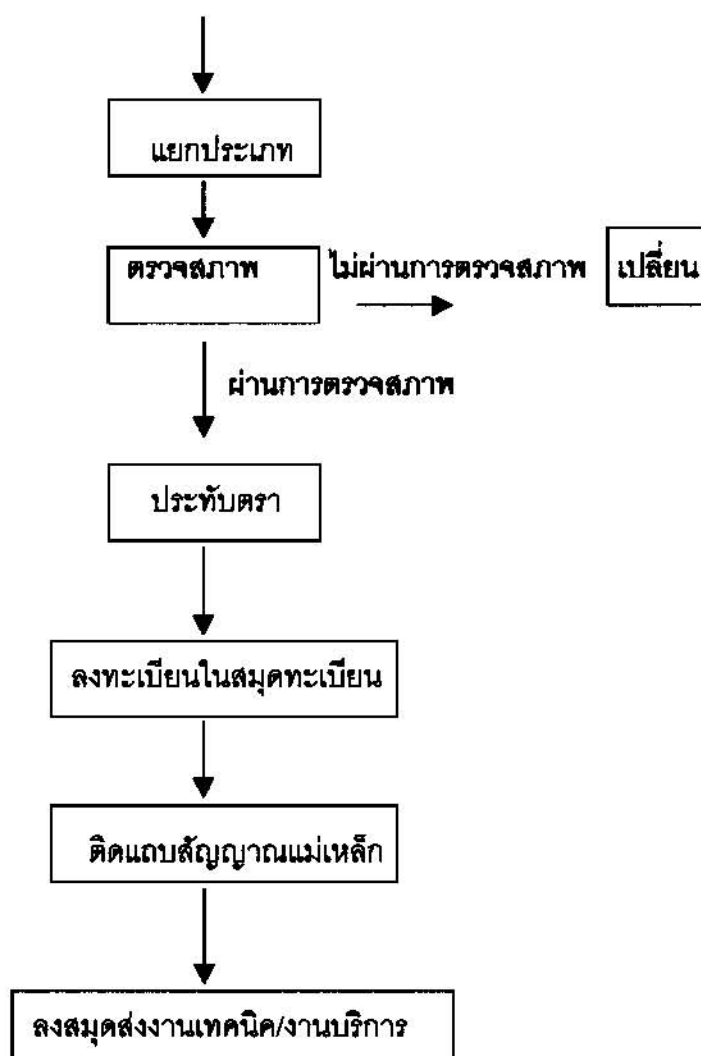 แยกประเภท
ตรวจสภาพ ไม่ผ่านการตรวจสภาพ เปลี่ยน
ผ่านการตรวจสภาพ
ประทับตรา
ลงทะเบียนในสมุดทะเบียน
ติดแถบสัญญาณแม่เหล็ก
ลงสมุดส่งงานเทคนิค/งานบริการ